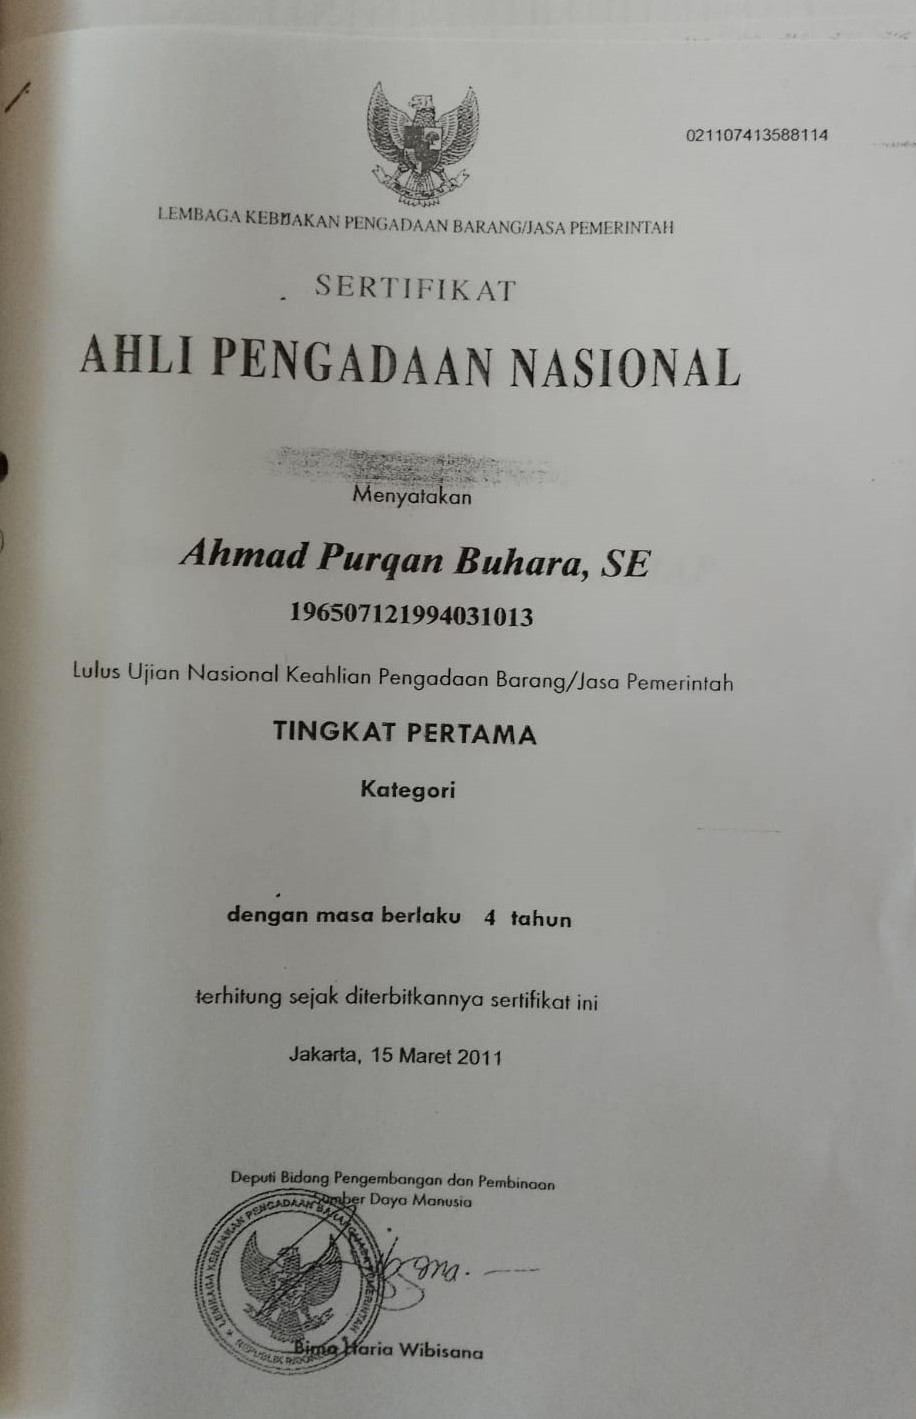 021107413588114
LEMBAGA KEBIJAKAN PENGADAAN BARANG/JASA PEMERINTAH
SERTIFIKAT
AHLI PENGADAAN NASIONAL
Menyatakan
Ahmad Purqan Buhara, SE
196507121994031013
Lulus Ujian Nasional Keahlian Pengadaan Barang/Jasa Pemerintah
TINGKAT PERTAMA
Kategori
dengan masa berlaku 4 tahun
terhitung sejak diterbitkannya sertifikat ini
Jakarta, 15 Maret 2011
Deputi Bidang Pengembangan dan Pembinaan
Sumber Daya Manusia
LEMBAGA KEBIJAKAN PENGADAAN BARANG/JASA PEMERINTAH
REPUBLIK INDONESIA
Bima Haria Wibisana